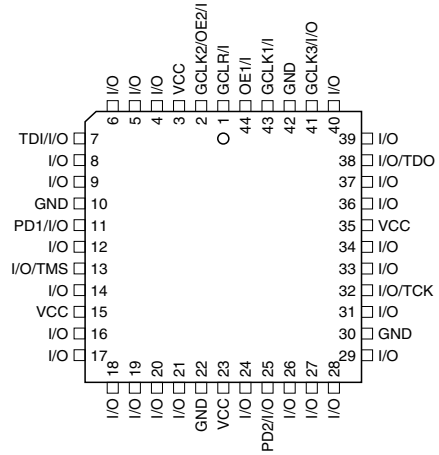 I/O
I/O
I/O
VCC
GCLK2/OE2/I
GCLR/I
OE1/I
GCLK1/I
GND
GCLK3/I/O
I/O
6
5
4
3
2
1
44
43
42
41
40
TDI/I/O 7
I/O 8
I/O 9
GND 10
PD1/I/O 11
I/O 12
I/O/TMS 13
I/O 14
VCC 15
I/O 16
I/O 17
39 I/O
38 I/O/TDO
37 I/O
36 I/O
35 VCC
34 I/O
33 I/O
32 I/O/TCK
31 I/O
30 GND
29 I/O
18
19
20
21
22
23
24
25
26
27
28
I/O
I/O
I/O
I/O
GND
VCC
I/O
PD2/I/O
I/O
I/O
I/O